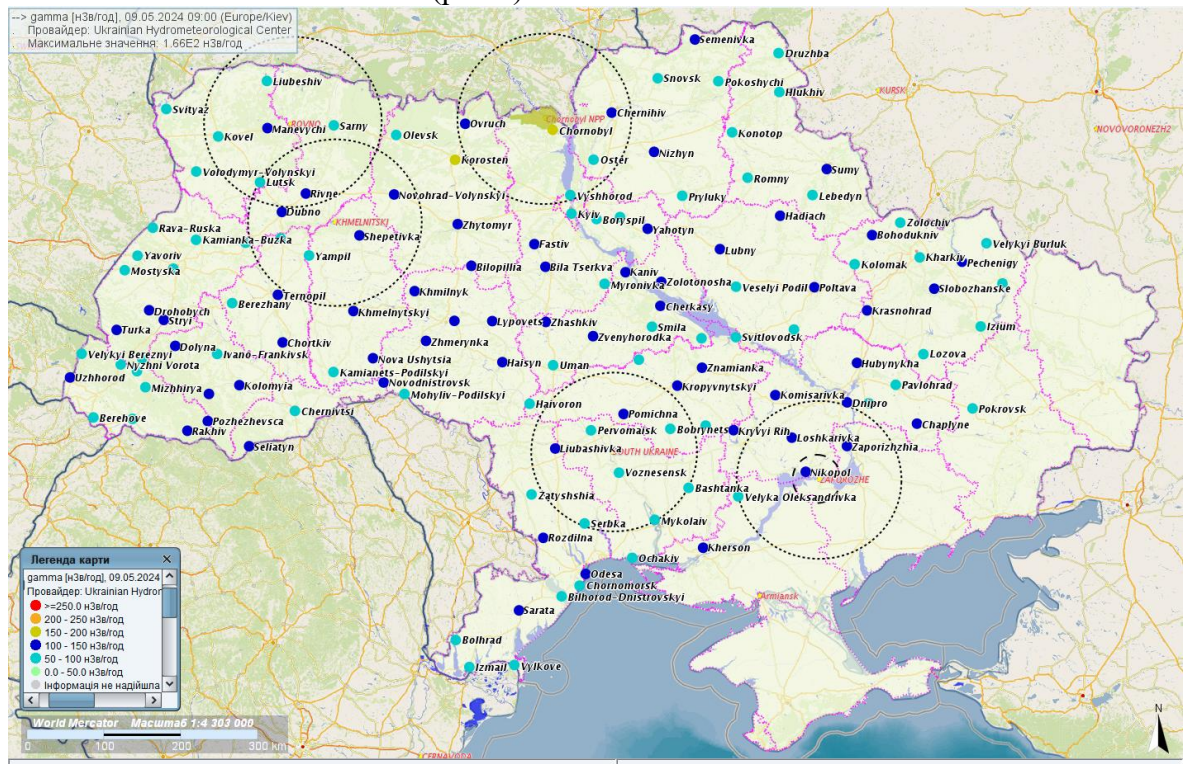 --> gamma [нЗв/год], 09.05.2024 09:00 (Europe/Kiev)
Провайдер: Ukrainian Hydrometeorological Center
Максимальне значення: 1.66E2 нЗв/год
Semenivka
Druzhba
Liubeshiv
Snovsk
Pokoshychi
Hlukhiv
KURSK
Svityaz
Chernihiv
Chornobyl NPP
ROVNO
Manevychi
Sarny
Ovruch
Chornobyl
NOVOVORONEZH2
Kovel
Olevsk
Konotop
Nizhyn
Korosten
Oster
Sumy
Volodymyr-Volynskyi
Romny
Lutsk
Rivne
Novohrad-Volynskyi
Vyshhorod
Pryluky
Lebedyn
Dubno
Kyiv
Boryspil
Hadiach
KHMELNITSKI
Zhytomyr
Yahotyn
Zolochiv
Rava-Ruska
Shepetivka
Bohodukniv
Kamianka-Buzka
Fastiv
Lubny
Velykyi Burluk
Yavoriv
Yampil
Kharkiv
Pechenigy
Mostyska
Bilopillia
Bila Tserkva
Kaniv
Kolomak
Myronivka
Zolotonosha
Veselyi Podil
Poltava
Slobozhanske
Ternopil
Khmilnyk
Berezhany
Drohobych
Khmelnytskyi
Cherkasy
Krasnohrad
Stryi
Lypovets
Zhashkiv
Turka
Smila
Izium
Zvenyhorodka
Svitlovodsk
Dolyna
Chortkiv
Zhmerynka
Velykyi Bereznyi
Ivano-Frankivsk
Nova Ushytsia
Lozova
Nyzhni Vorota
Haisyn
Uman
Hubynykha
Znamianka
Uzhhorod
Kamianets-Podilskyi
Mizhhirya
Kolomyia
Novodnistrovsk
Kropyvnytskyi
Pavlohrad
Mohyliv-Podilskyi
Komisarivka
Haivoron
Dnipro
Pokrovsk
Berehove
Chernivtsi
Pomichna
Pozhezhevsca
Chaplyne
Rakhiv
Pervomaisk
Bobrynets
Kryvyi Rih
Loshkarivka
Seliatyn
Liubashivka
SOUTH UKRAINE
Zaporizhzhia
Voznesensk
Nikopol
ZAPOROZHE
Zatyshshia
Bashtanka
Velyka Oleksandrivka
Serbka
Mykolaiv
Rozdilna
Kherson
Ochakiv
Odesa
Chornomorsk
Bilhorod-Dnistrovskyi
Armiansk
Sarata
Bolhrad
Izmail
Vylkove
CERNAVODA
Легенда карти
gamma [нЗв/год], 09.05.2024
Провайдер: Ukrainian Hydror
>=250.0 нЗв/год
200 - 250 нЗв/год
150 - 200 нЗв/год
100 - 150 нЗв/год
50 - 100 нЗв/год
0.0 - 50.0 нЗв/год
Інформація не надійшла
World Mercator Масштаб 1:4 303 000
0 100 200 300 km
N